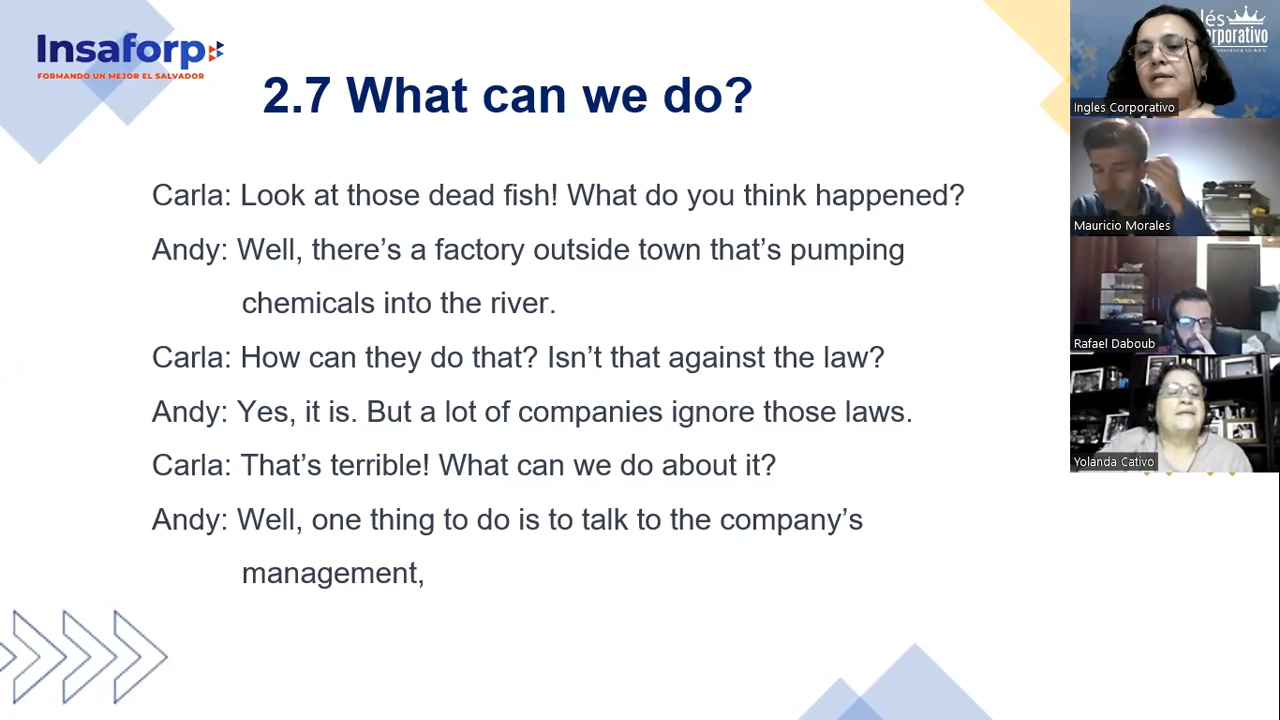 Insaforp
FORMANDO UN MEJOR EL SALVADOR
2.7 What can we do?
Carla: Look at those dead fish! What do you think happened?
Andy: Well, there’s a factory outside town that’s pumping
chemicals into the river.
Carla: How can they do that? Isn’t that against the law?
Andy: Yes, it is. But a lot of companies ignore those laws.
Carla: That’s terrible! What can we do about it?
Andy: Well, one thing to do is to talk to the company’s
management,
Ingles Corporativo
Mauricio Morales
Rafael Daboub
Yolanda Cativo